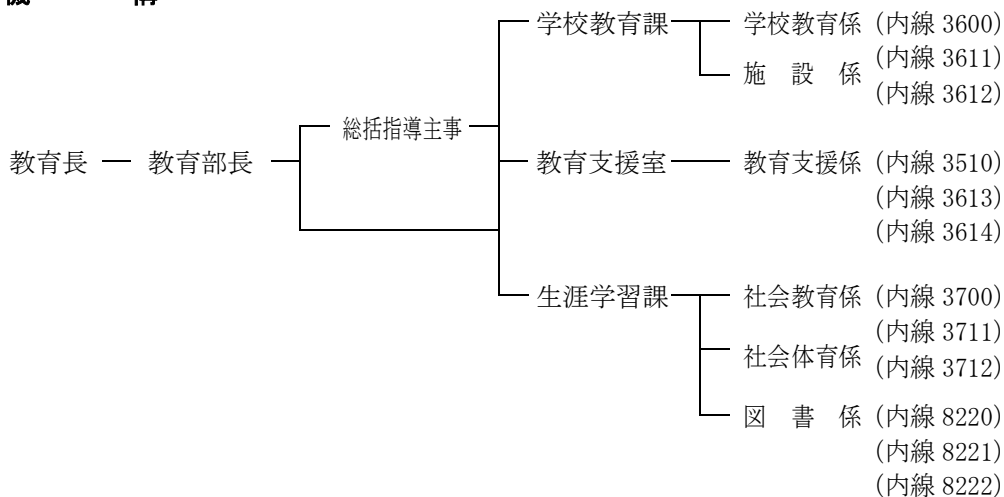 機 構
学校教育課 学校教育係 (内線 3600)
(内線 3611)
施 設 係
(内線 3612)
総括指導主事
教育長 教育部長 教育支援室 教育支援係 (内線 3510)
(内線 3613)
(内線 3614)
生涯学習課 社会教育係 (内線 3700)
(内線 3711)
社会体育係
(内線 3712)
図 書 係 (内線 8220)
(内線 8221)
(内線 8222)